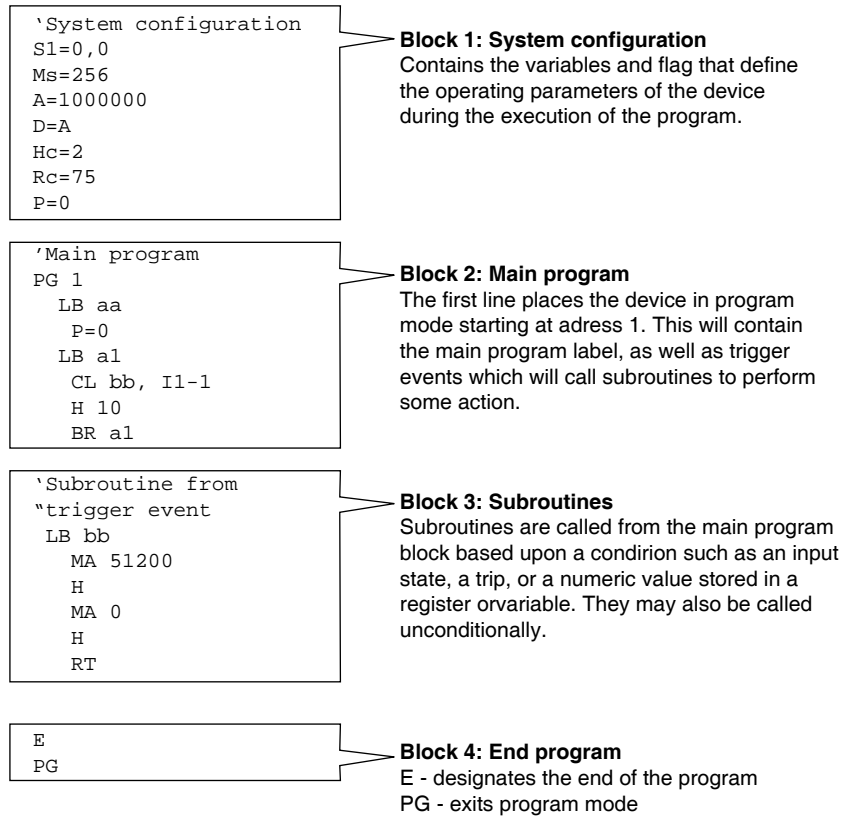 ‘System configuration
S1=0,0
Ms=256
A=1000000
D=A
Hc=2
Rc=75
P=0
Block 1: System configuration
Contains the variables and flag that define
the operating parameters of the device
during the execution of the program.
’Main program
PG 1
LB aa
P=0
LB a1
CL bb, I1-1
H 10
BR a1
Block 2: Main program
The first line places the device in program
mode starting at adress 1. This will contain
the main program label, as well as trigger
events which will call subroutines to perform
some action.
‘Subroutine from
“trigger event
LB bb
MA 51200
H
MA 0
H
RT
Block 3: Subroutines
Subroutines are called from the main program
block based upon a condirion such as an input
state, a trip, or a numeric value stored in a
register orvariable. They may also be called
unconditionally.
E
PG
Block 4: End program
E - designates the end of the program
PG - exits program mode